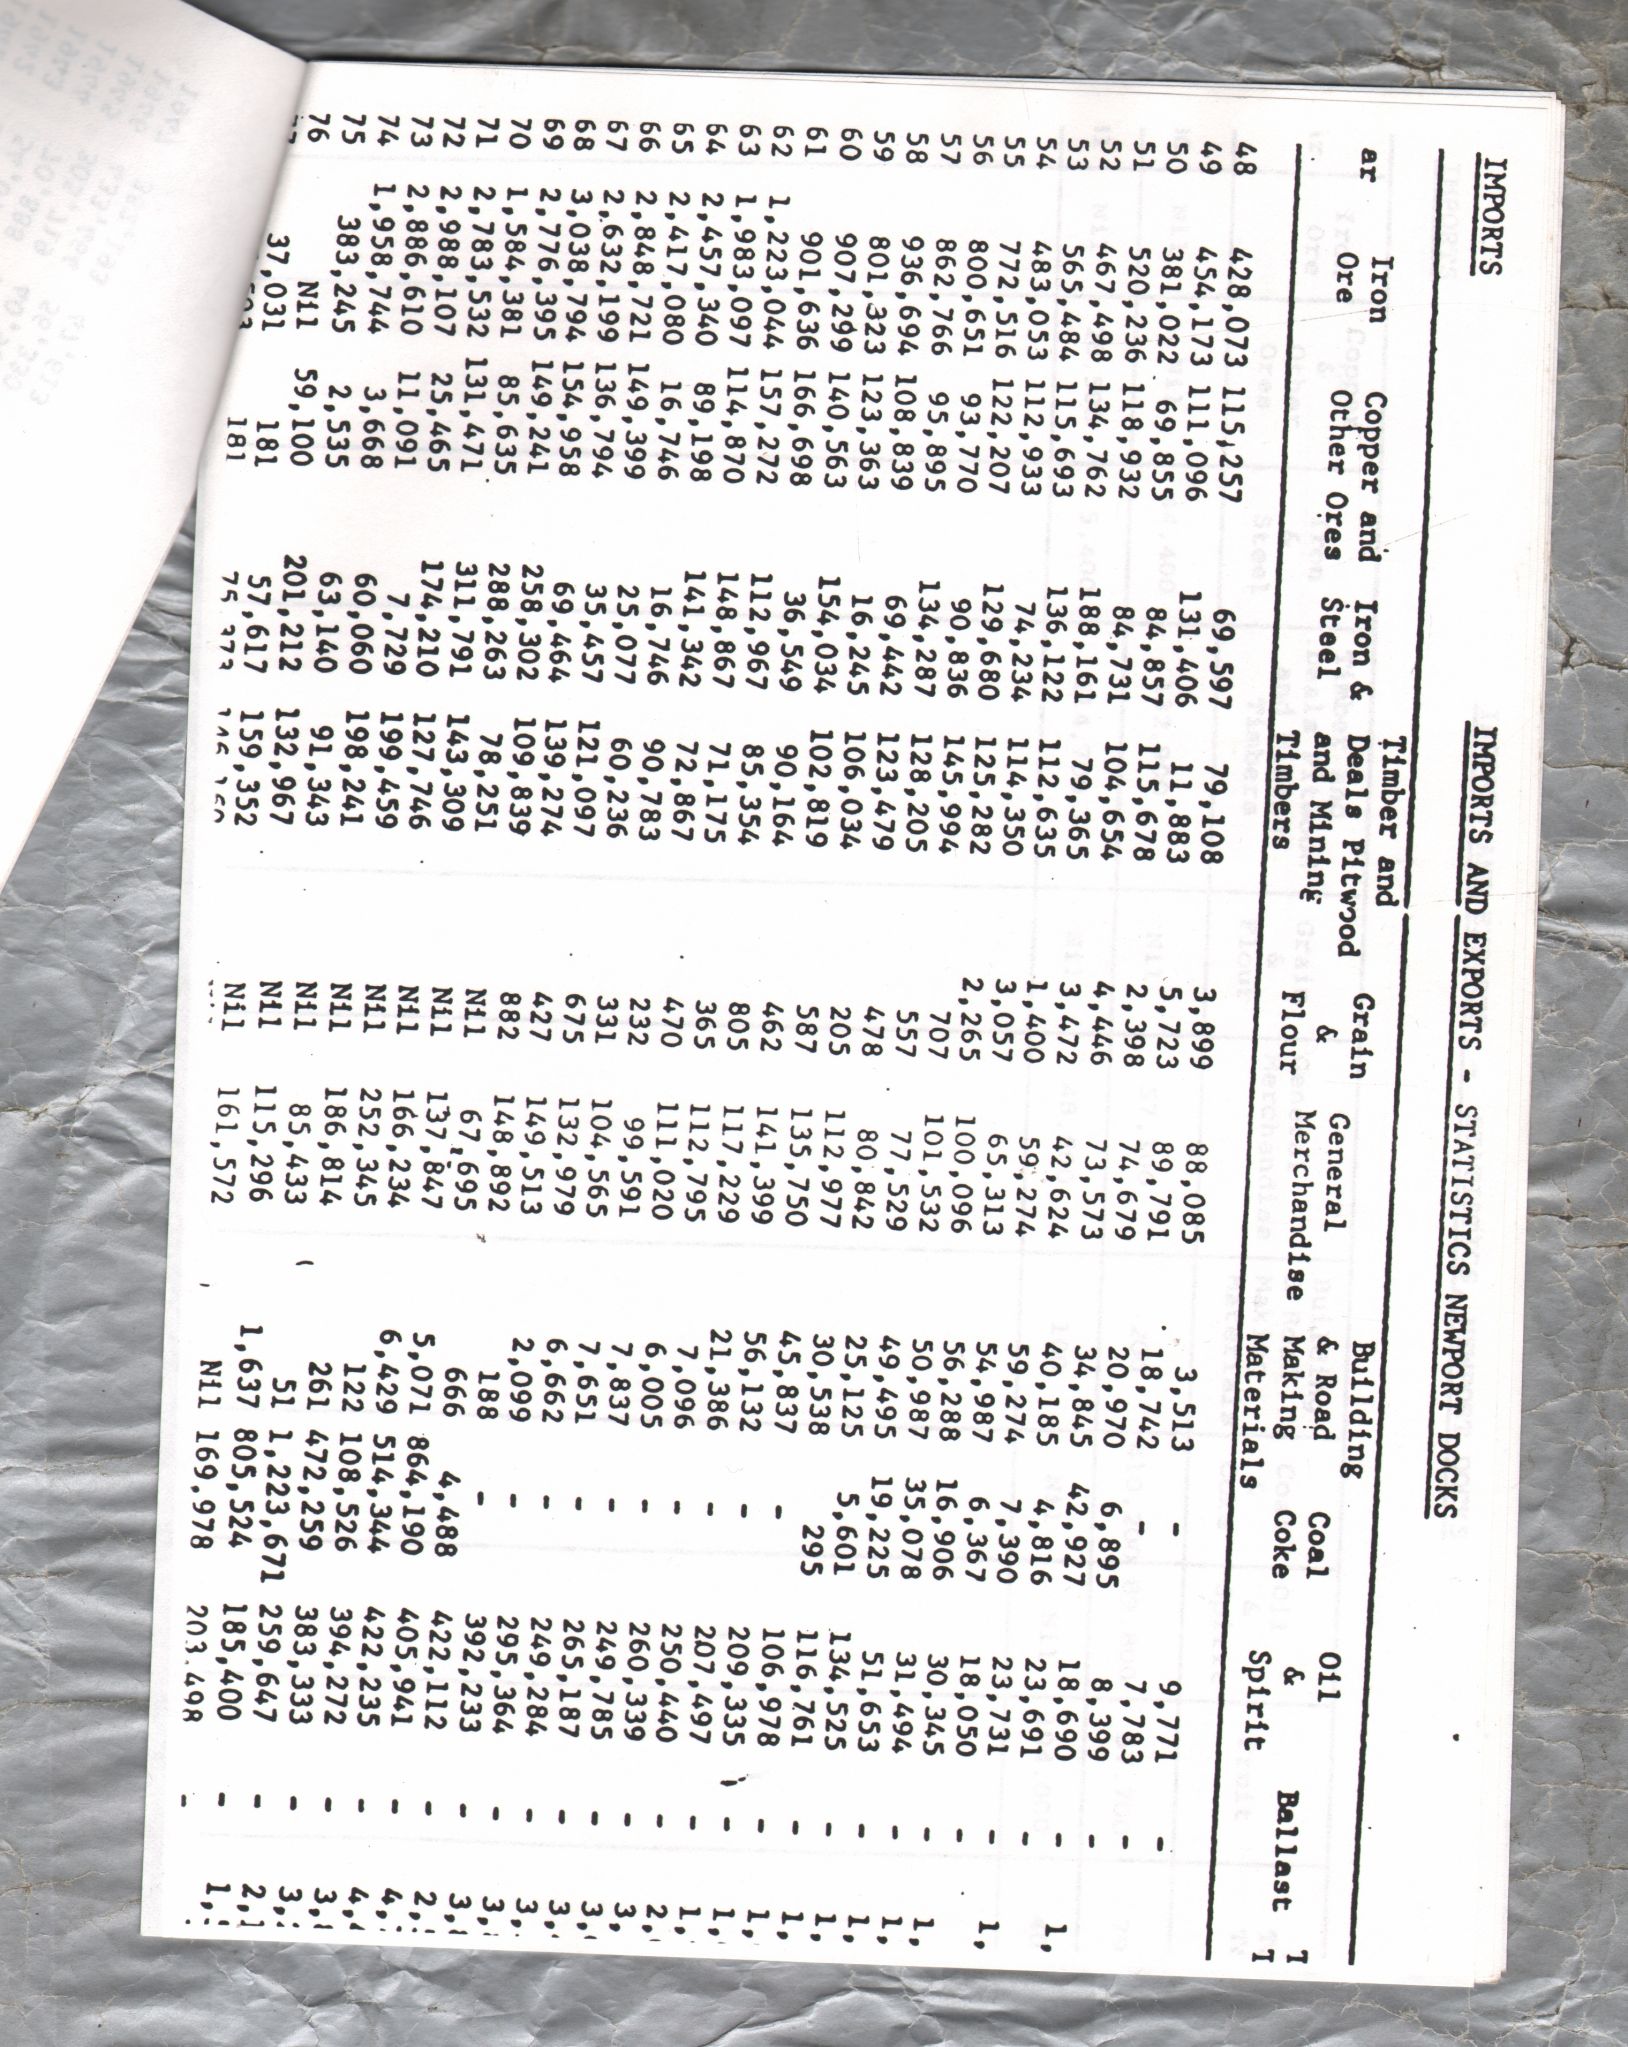 IMPORTS AND EXPORTS - STATISTICS NEWPORT DOCKS
IMPORTS
Timber and
ar Iron Copper and Iron & Deals Pitwood Grain General Building Coal Oil
Ore Other Ores Steel and Mining & Merchandise & Road Coke & Ballast
Timbers Flour Making Spirit
Materials
48 428,073 115,257 69,597 79,108 3,899 88,085 3,513 - 9,771 -
49 454,173 111,096 131,406 11,883 5,723 89,791 18,742 - 7,783 -
50 381,022 69,855 84,857 115,678 2,398 74,679 20,970 6,895 8,399 -
51 520,236 118,932 84,731 104,654 4,446 73,573 34,845 42,927 18,690 -
52 467,498 134,762 188,161 79,365 3,472 42,624 40,185 4,816 23,691 -
53 565,484 115,693 136,122 112,635 1,400 59,274 59,274 7,390 23,731 -
54 483,053 112,933 74,234 114,350 3,057 65,313 54,987 6,367 18,050 -
55 772,516 122,207 129,680 125,282 2,265 100,096 56,288 16,906 30,345 -
56 800,651 93,770 90,836 145,994 707 101,532 50,987 35,078 31,494 -
57 862,766 95,895 134,287 128,205 557 77,529 49,495 19,225 51,653 -
58 936,694 108,839 69,442 123,479 478 80,842 25,125 5,601 134,525 -
59 801,323 123,363 16,245 106,034 205 112,977 30,538 295 116,761 -
60 907,299 140,563 154,034 102,819 587 135,750 45,837 - 106,978 -
61 901,636 166,698 36,549 90,164 462 141,399 56,132 - 209,335 -
62 1,223,044 157,272 112,967 85,354 805 117,229 21,386 - 207,497 -
63 1,983,097 114,870 148,867 71,175 365 112,795 7,096 - 250,440 -
64 2,457,340 89,198 141,342 72,867 470 111,020 6,005 - 260,339 -
65 2,417,080 16,746 16,746 90,783 232 99,591 7,837 - 249,785 -
66 2,848,721 149,399 25,077 60,236 331 104,565 7,651 - 265,187 -
67 2,632,199 136,794 35,457 121,097 675 132,979 6,662 - 249,284 -
68 3,038,794 154,958 69,464 139,274 427 149,513 2,099 - 295,364 -
69 2,776,395 149,241 258,302 109,839 882 148,892 188 - 392,233 -
70 1,584,381 85,635 288,263 78,251 Nil 67,695 666 4,488 422,112 -
71 2,783,532 131,471 311,791 143,309 Nil 137,847 5,071 864,190 405,941 -
72 2,988,107 25,465 174,210 127,746 Nil 166,234 6,429 514,344 422,235 -
73 2,886,610 11,091 7,729 199,459 Nil 252,345 122 108,526 394,272 -
74 1,958,744 3,668 60,060 198,241 Nil 186,814 261 472,259 383,333 -
75 383,245 2,535 63,140 91,343 Nil 85,433 51 1,223,671 259,647 -
76 Nil 59,100 201,212 132,967 Nil 115,296 1,637 805,524 185,400 -
37,031 181 57,617 159,352 Nil 161,572 Nil 169,978 203,498 -
181